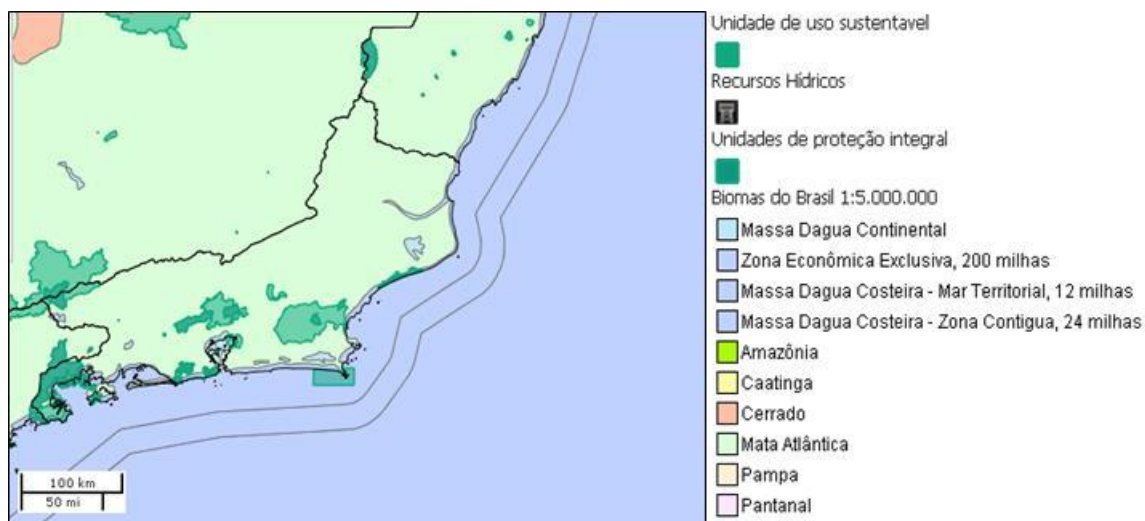 Unidade de uso sustentavel
Recursos Hídricos
Unidades de proteção integral
Biomas do Brasil 1:5.000.000
Massa Dagua Continental
Zona Econômica Exclusiva, 200 milhas
Massa Dagua Costeira - Mar Territorial, 12 milhas
Massa Dagua Costeira - Zona Contigua, 24 milhas
Amazônia
Caatinga
Cerrado
Mata Atlântica
Pampa
Pantanal
100 km
50 mi